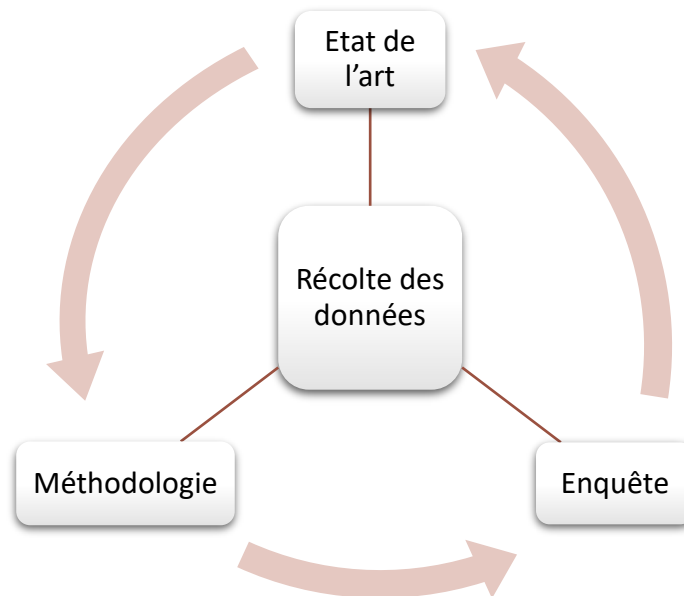 Etat de
l’art
Récolte des
données
Méthodologie
Enquête